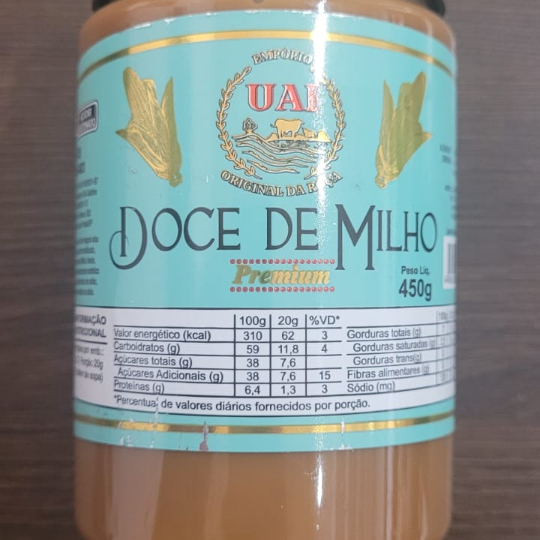 EMPÓRIO
UAI
ORIGINAL DA ROÇA
DOCE DE MILHO
Premium
Peso Liq.
450g
100g 20g %VD*
Valor energético (kcal) 310 62 3
Carboidratos (g) 59 11,8 4
Açúcares totais (g) 38 7,6
Açúcares Adicionais (g) 38 7,6 15
Proteínas (g) 6,4 1,3 3
Gorduras totais (g)
Gorduras saturadas (g)
Gorduras trans(g)
Fibras alimentares (g)
Sódio (mg)
*Percentual de valores diários fornecidos por porção.